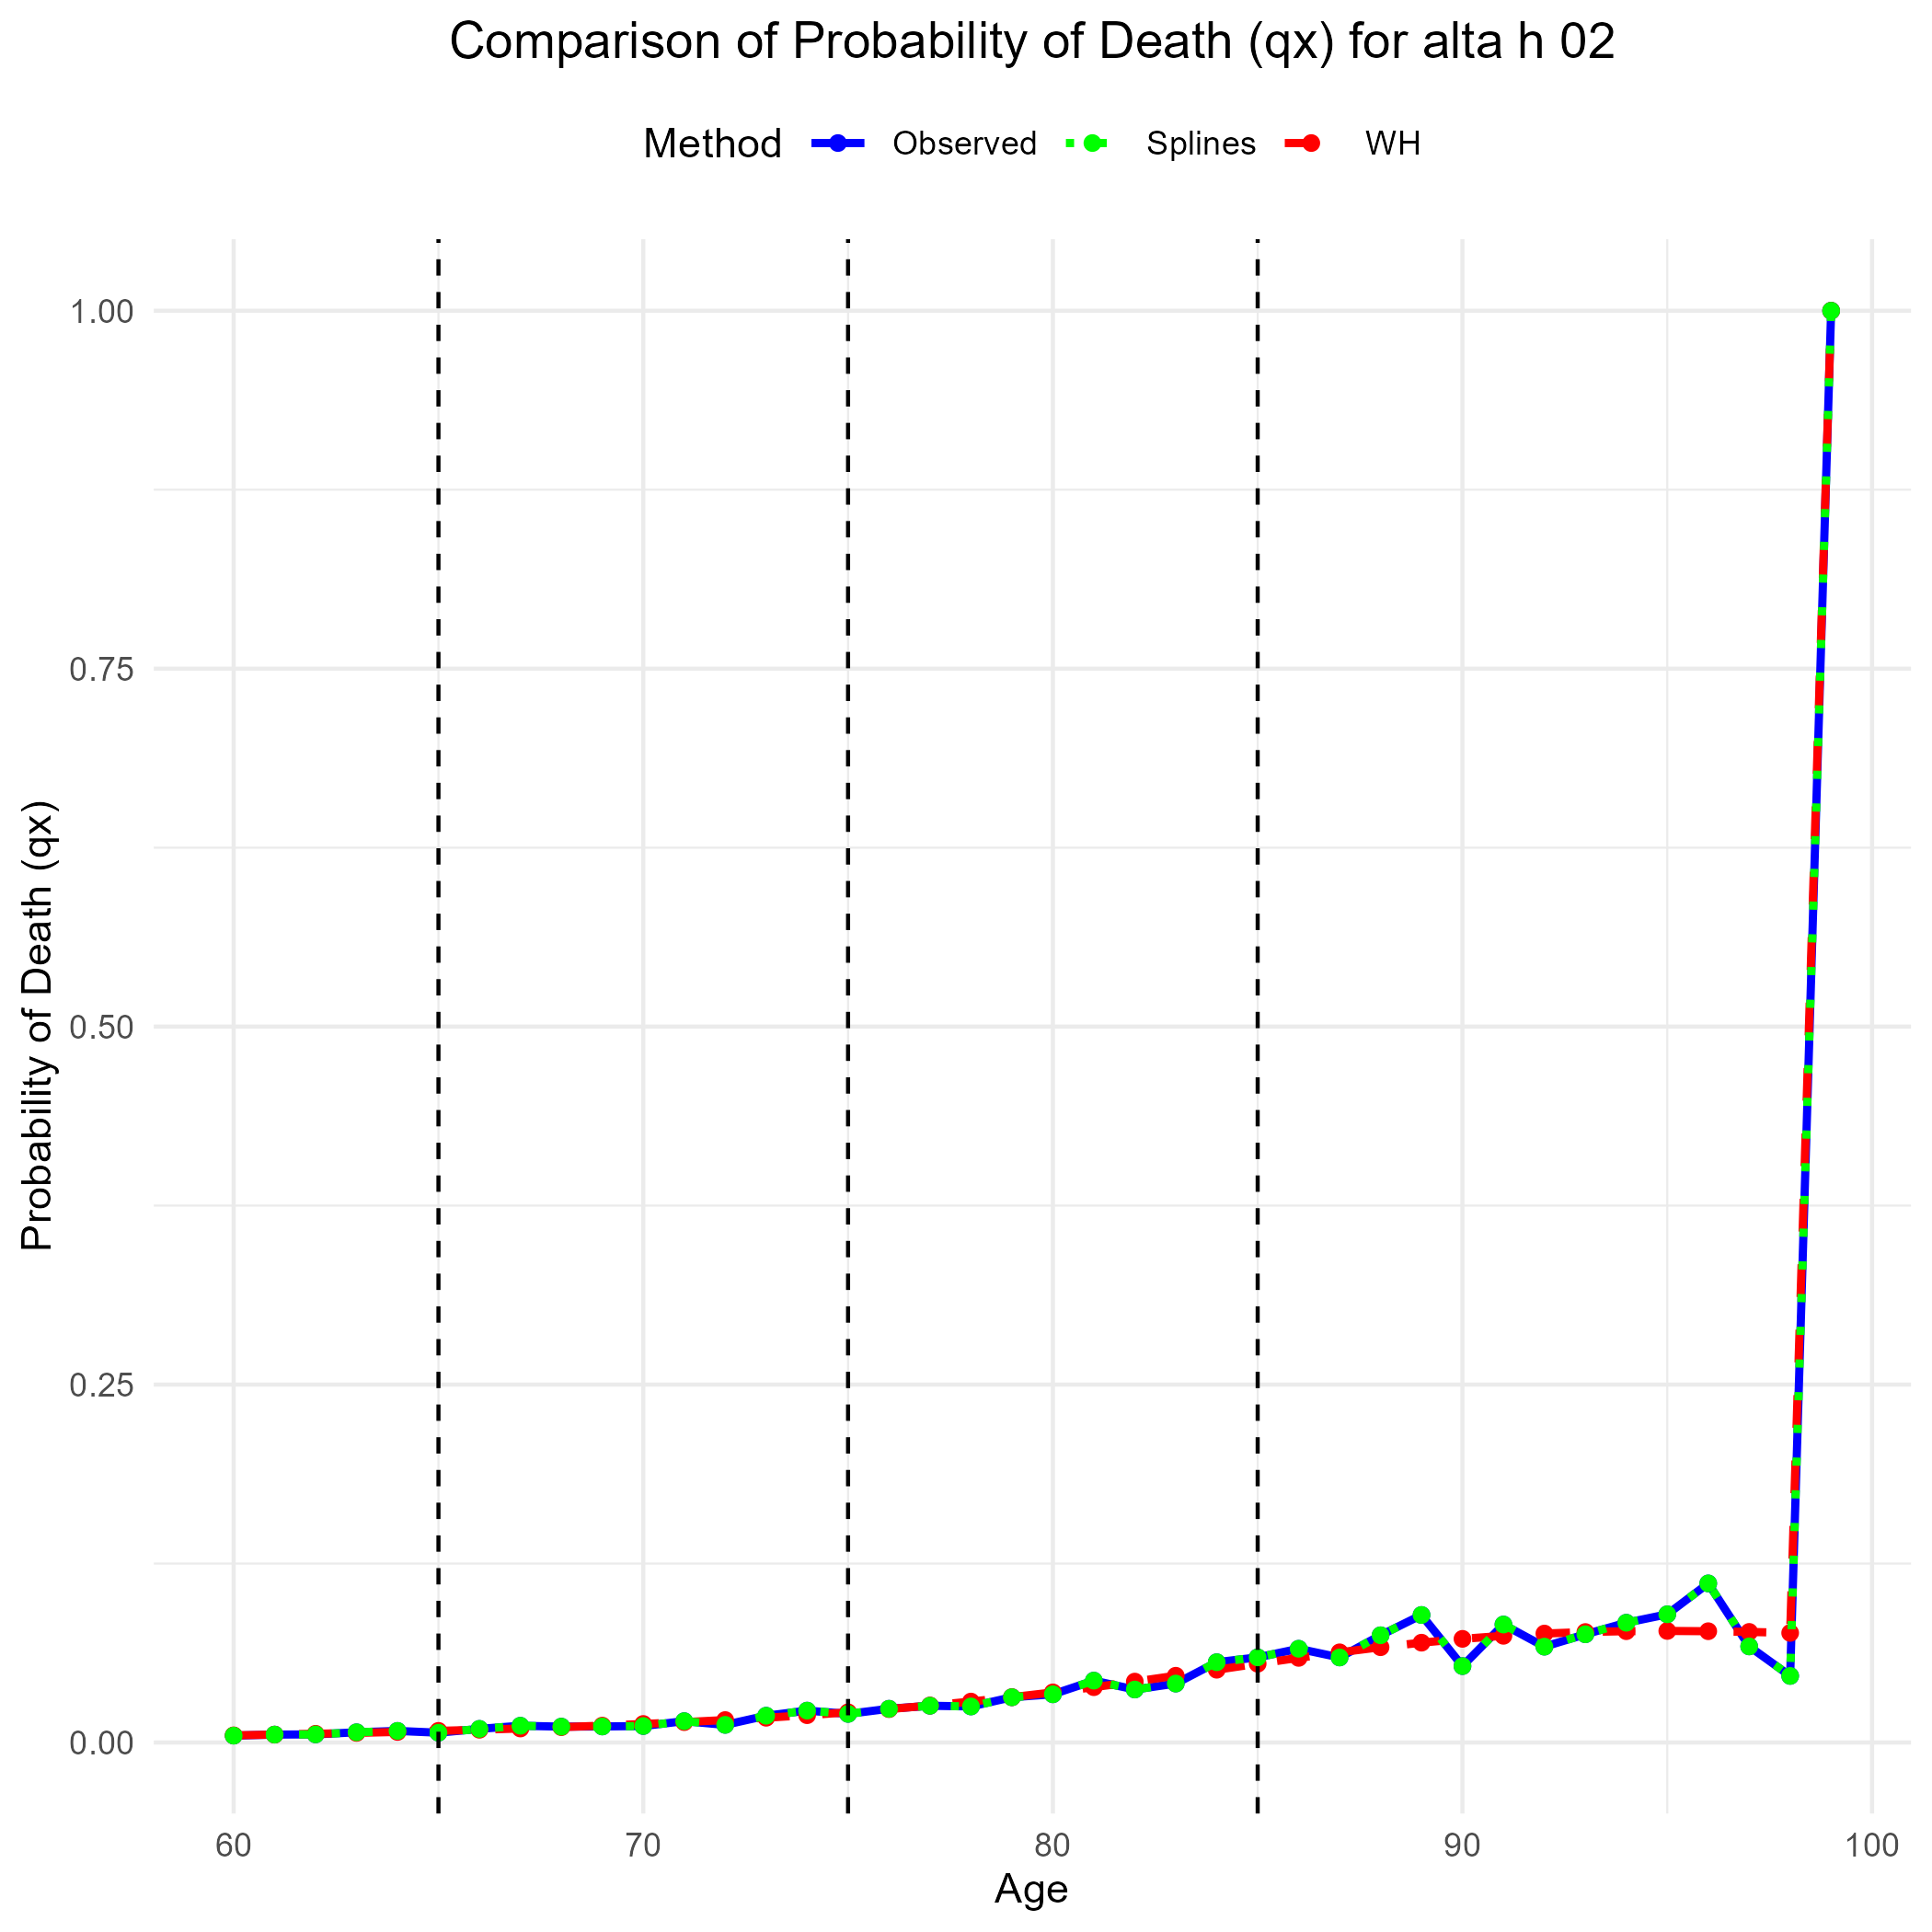 Comparison of Probability of Death (qx) for alta h 02
Method Observed Splines WH
1.00
0.75
0.50
0.25
0.00
Probability of Death (qx)
60 70 80 90 100
Age